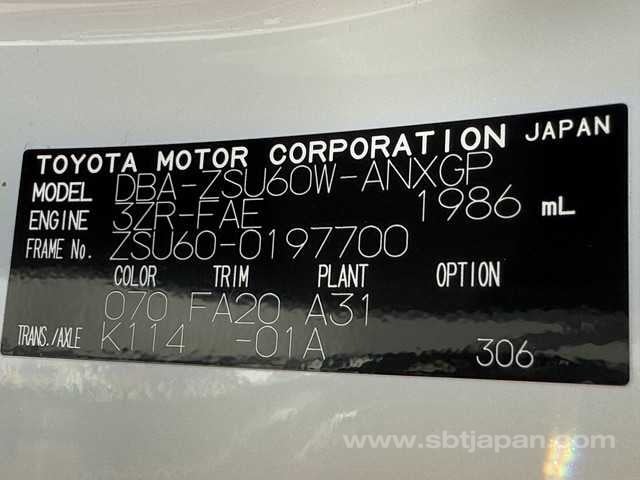 TOYOTA MOTOR CORPORATION JAPAN
MODEL DBA-ZSU60W-ANXGP
ENGINE 3ZR-FAE 1986 mL
FRAME No. ZSU60-0197700
COLOR TRIM PLANT OPTION
070 FA20 A31
TRANS./AXLE K114 -01A 306
www.sbtjapan.com